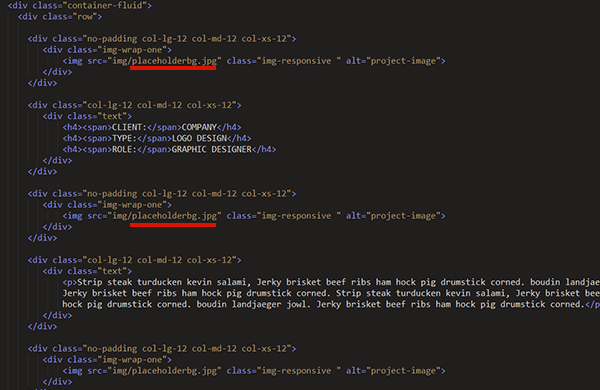 <div class="container-fluid">
<div class="row">
<div class="no-padding col-lg-12 col-md-12 col-xs-12">
<div class="img-wrap-one">
<img src="img/placeholderbg.jpg" class="img-responsive " alt="project-image">
</div>
</div>
<div class="col-lg-12 col-md-12 col-xs-12">
<div class="text">
<h4><span>CLIENT:</span>COMPANY</h4>
<h4><span>TYPE:</span>LOGO DESIGN</h4>
<h4><span>ROLE:</span>GRAPHIC DESIGNER</h4>
</div>
</div>
<div class="no-padding col-lg-12 col-md-12 col-xs-12">
<div class="img-wrap-one">
<img src="img/placeholderbg.jpg" class="img-responsive " alt="project-image">
</div>
</div>
<div class="col-lg-12 col-md-12 col-xs-12">
<div class="text">
<p>Strip steak turducken kevin salami, Jerky brisket beef ribs ham hock pig drumstick corned. boudin landjae
Jerky brisket beef ribs ham hock pig drumstick corned. Strip steak turducken kevin salami, Jerky brisket bee
hock pig drumstick corned. boudin landjaeger jowl. Jerky brisket beef ribs ham hock pig drumstick corned.</p
</div>
</div>
<div class="no-padding col-lg-12 col-md-12 col-xs-12">
<div class="img-wrap-one">
<img src="img/placeholderbg.jpg" class="img-responsive " alt="project-image">
</div>
</div>